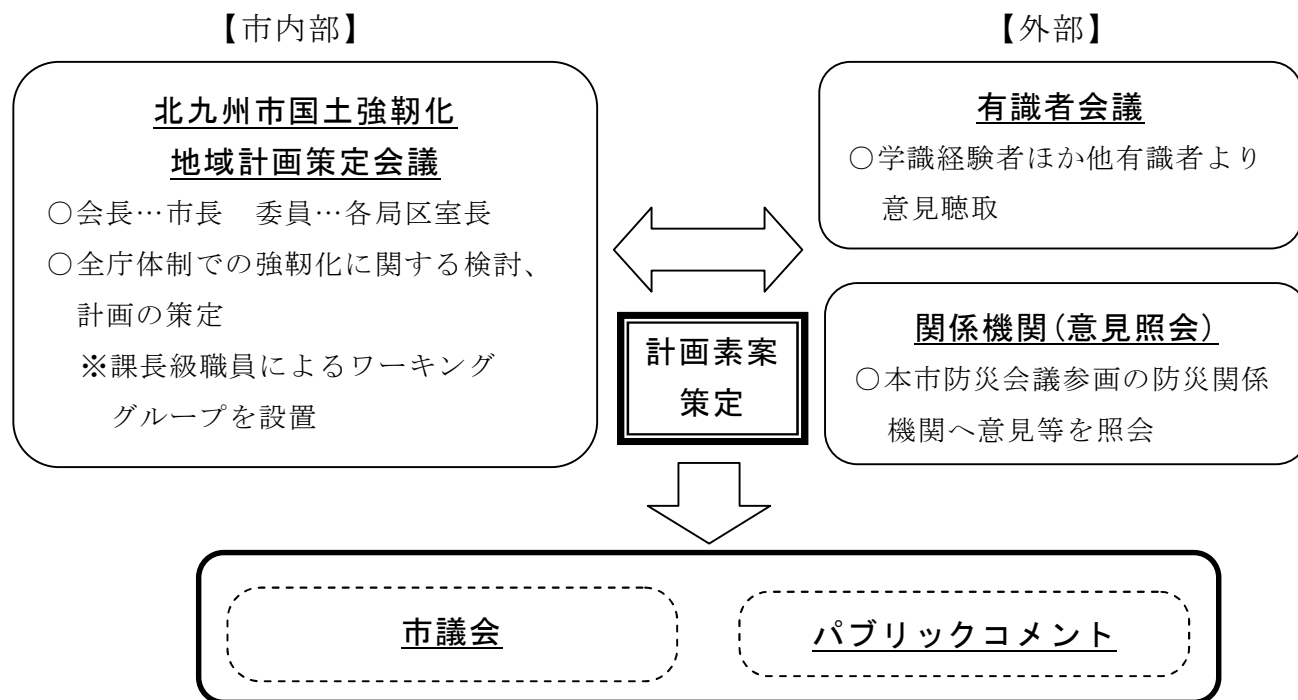 【市内部】
北九州市国土強靭化
地域計画策定会議
○会長…市長　委員…各局区室長
○全庁体制での強靭化に関する検討、
計画の策定
※課長級職員によるワーキング
グループを設置
【外部】
有識者会議
○学識経験者ほか他有識者より
意見聴取
関係機関(意見照会)
○本市防災会議参画の防災関係
機関へ意見等を照会
計画素案
策定
市議会
パブリックコメント